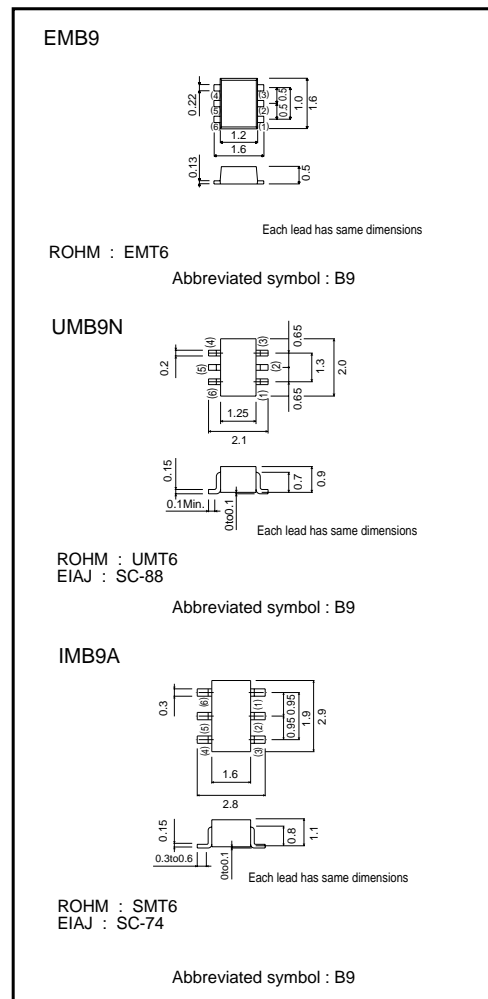 EMB9
0.22
(4)
(3)
0.5
0.5
1.0
1.6
(5)
(2)
(6)
(1)
1.2
1.6
0.13
0.5
Each lead has same dimensions
ROHM : EMT6
Abbreviated symbol : B9
UMB9N
0.2
(4)
(3)
0.65
(5)
(2)
1.3
2.0
(6)
(1)
0.65
1.25
2.1
0.15
0.1Min.
0to0.1
0.7
0.9
Each lead has same dimensions
ROHM : UMT6
EIAJ : SC-88
Abbreviated symbol : B9
IMB9A
0.3
(6)
(1)
0.95
(5)
(2)
0.95
1.9
2.9
(4)
(3)
1.6
2.8
0.15
0.3to0.6
0to0.1
0.8
1.1
Each lead has same dimensions
ROHM : SMT6
EIAJ : SC-74
Abbreviated symbol : B9